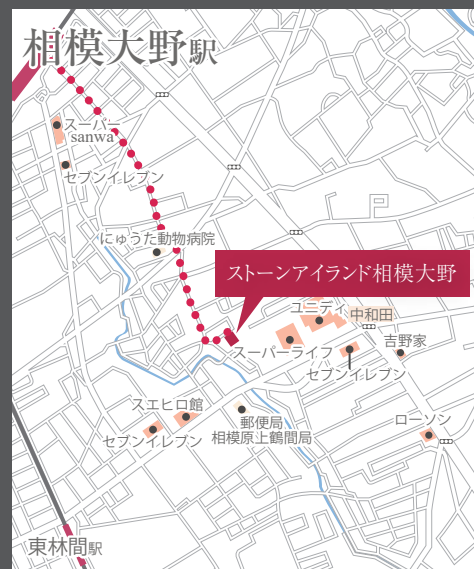 相模大野駅
スーパー
sanwa
セブンイレブン
にゅうた動物病院
ストーンアイランド相模大野
ユニディ
中和田
スーパーライフ
吉野家
セブンイレブン
スエヒロ館
セブンイレブン
郵便局
相模原上鶴間局
ローソン
東林間駅